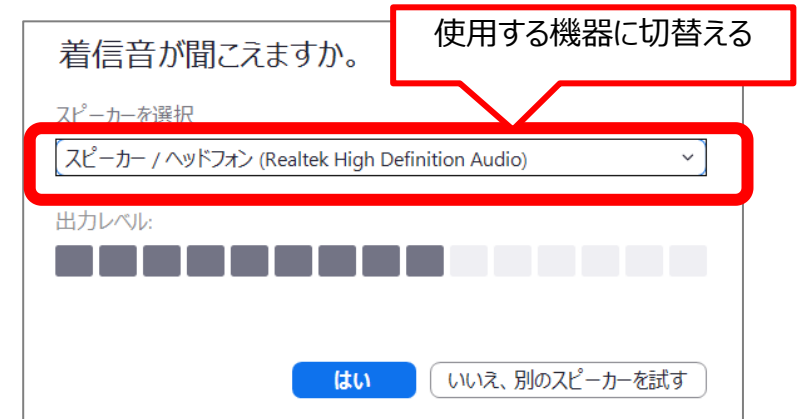 使用する機器に切替える
着信音が聞こえますか。
スピーカーを選択
スピーカー / ヘッドフォン (Realtek High Definition Audio)
出力レベル:
はい
いいえ、別のスピーカーを試す